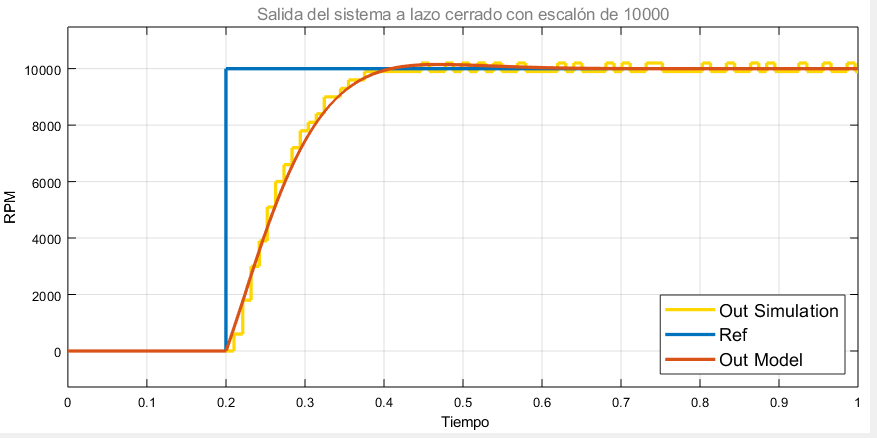 Salida del sistema a lazo cerrado con escalón de 10000
10000
8000
6000
4000
2000
0
RPM
0 0.1 0.2 0.3 0.4 0.5 0.6 0.7 0.8 0.9 1
Tiempo
Out Simulation
Ref
Out Model